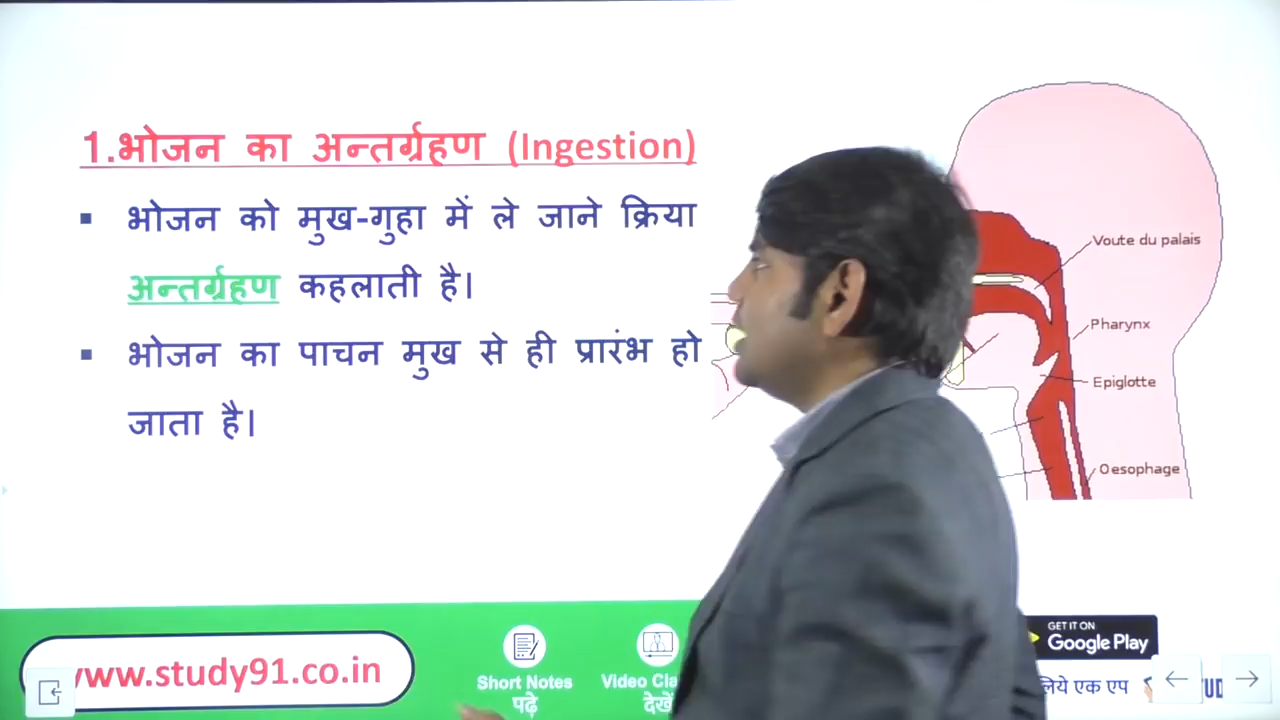 1.भोजन का अन्तर्ग्रहण (Ingestion)
▪ भोजन को मुख-गुहा में ले जाने क्रिया
अन्तर्ग्रहण कहलाती है।
▪ भोजन का पाचन मुख से ही प्रारंभ हो
जाता है।
Voute du palais
Pharynx
Epiglotte
Oesophage
www.study91.co.in
Short Notes
पढ़े
Video
देखें
GET IT ON
Google Play
एक एप